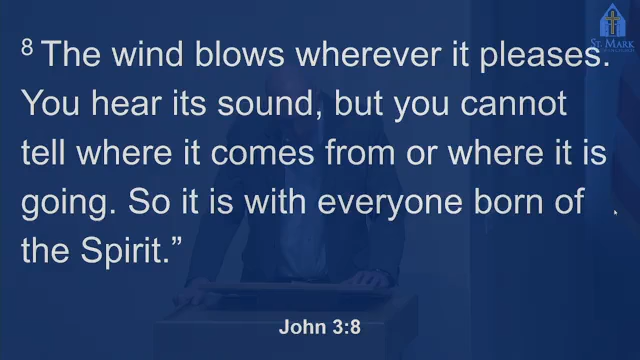 ST. MARK
8 The wind blows wherever it pleases.
You hear its sound, but you cannot
tell where it comes from or where it is
going. So it is with everyone born of
the Spirit.”
John 3:8